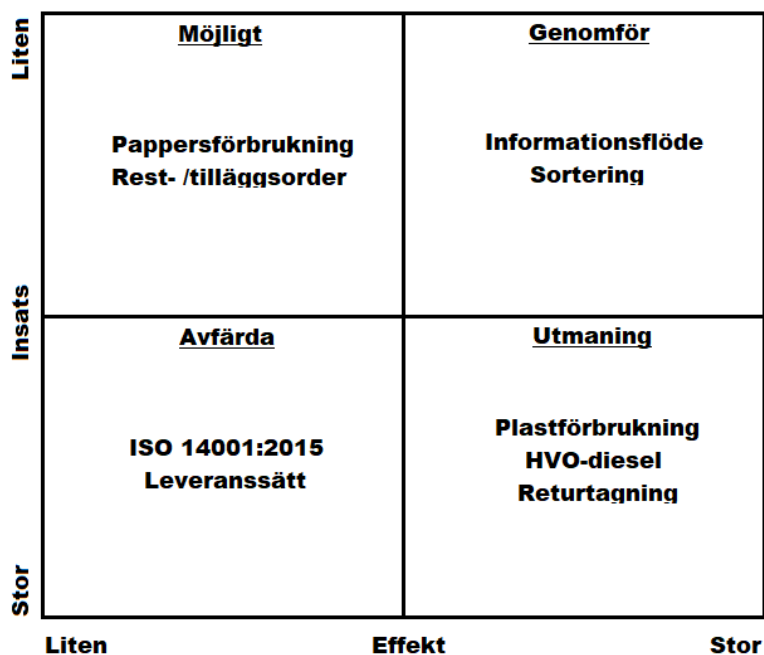 Liten
Möjligt
Genomför
Pappersförbrukning
Rest- /tilläggsorder
Informationsflöde
Sortering
Insats
Avfärda
Utmaning
ISO 14001:2015
Leveranssätt
Plastförbrukning
HVO-diesel
Returtagning
Stor
Liten
Effekt
Stor